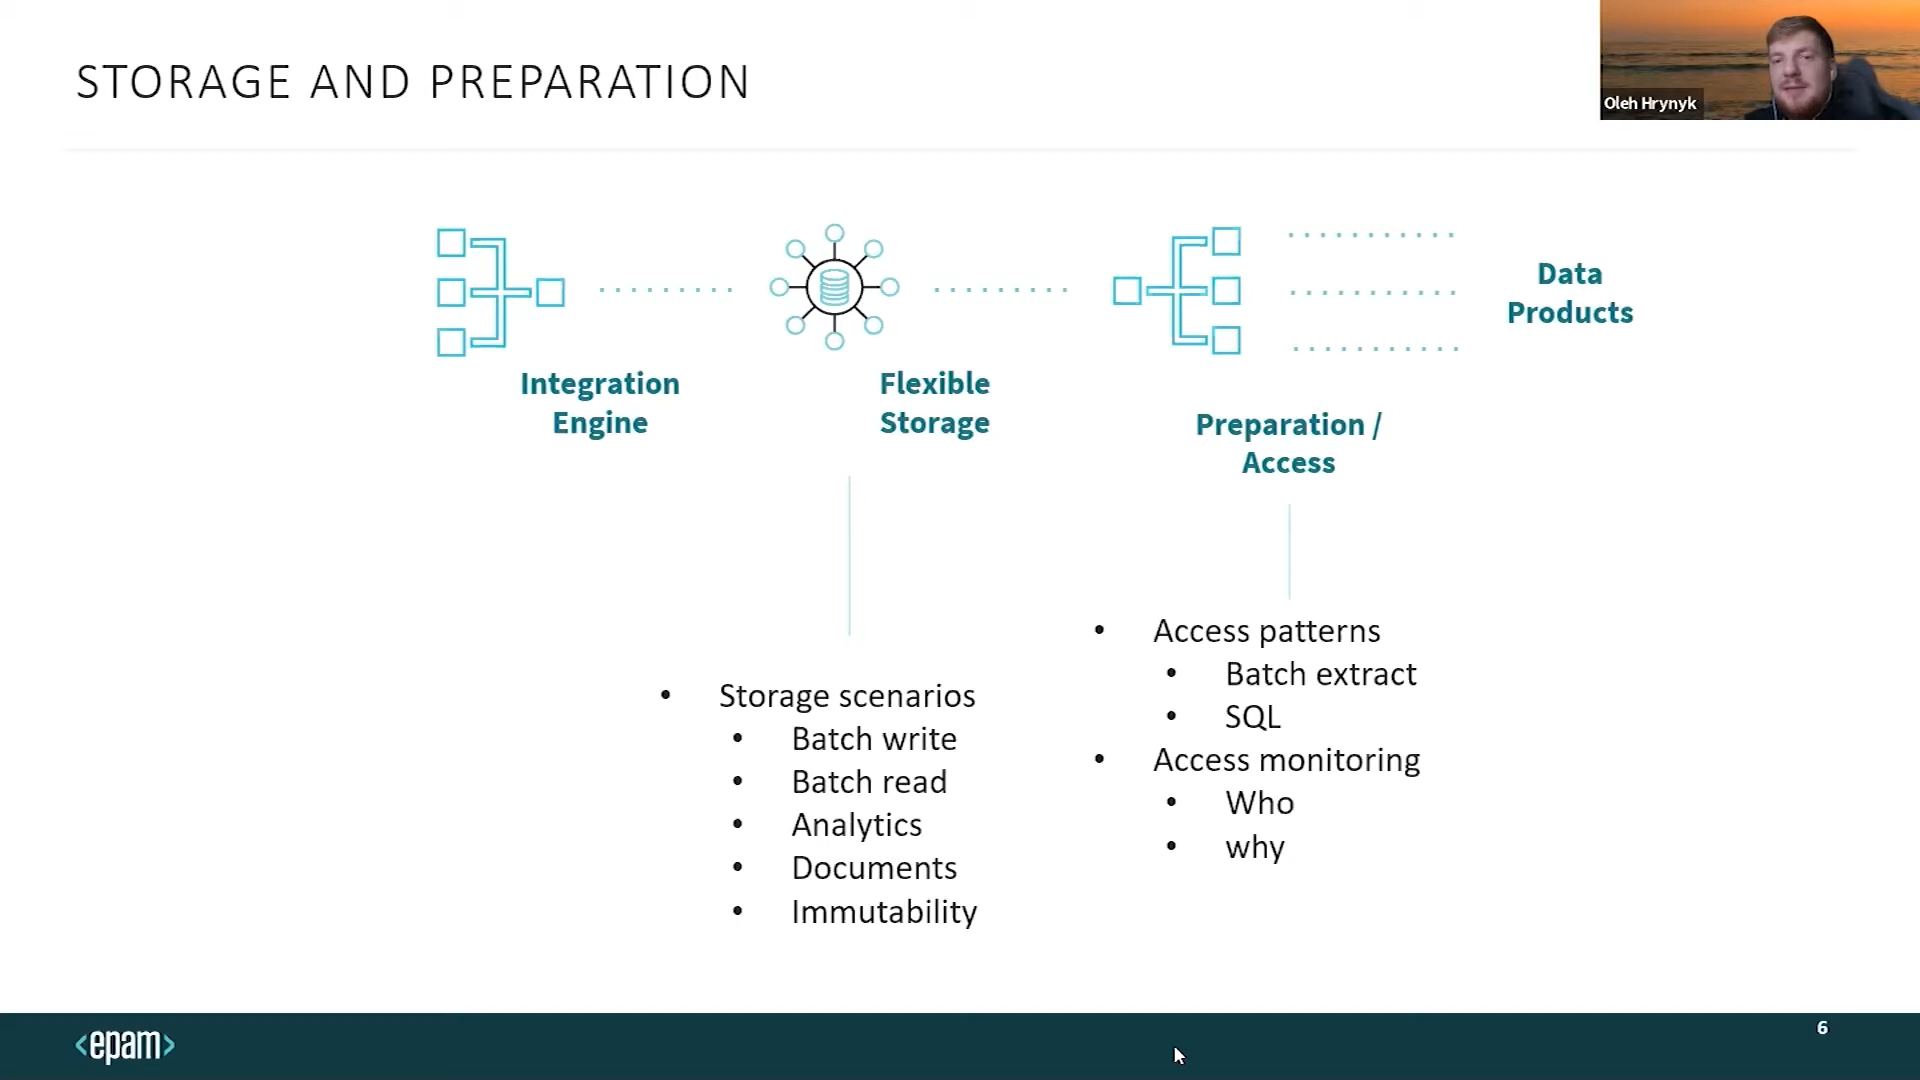 STORAGE AND PREPARATION
Oleh Hrynyk
Integration
Engine
Flexible
Storage
Preparation /
Access
Data
Products
• Storage scenarios
• Batch write
• Batch read
• Analytics
• Documents
• Immutability
• Access patterns
• Batch extract
• SQL
• Access monitoring
• Who
• why
<epam>
6